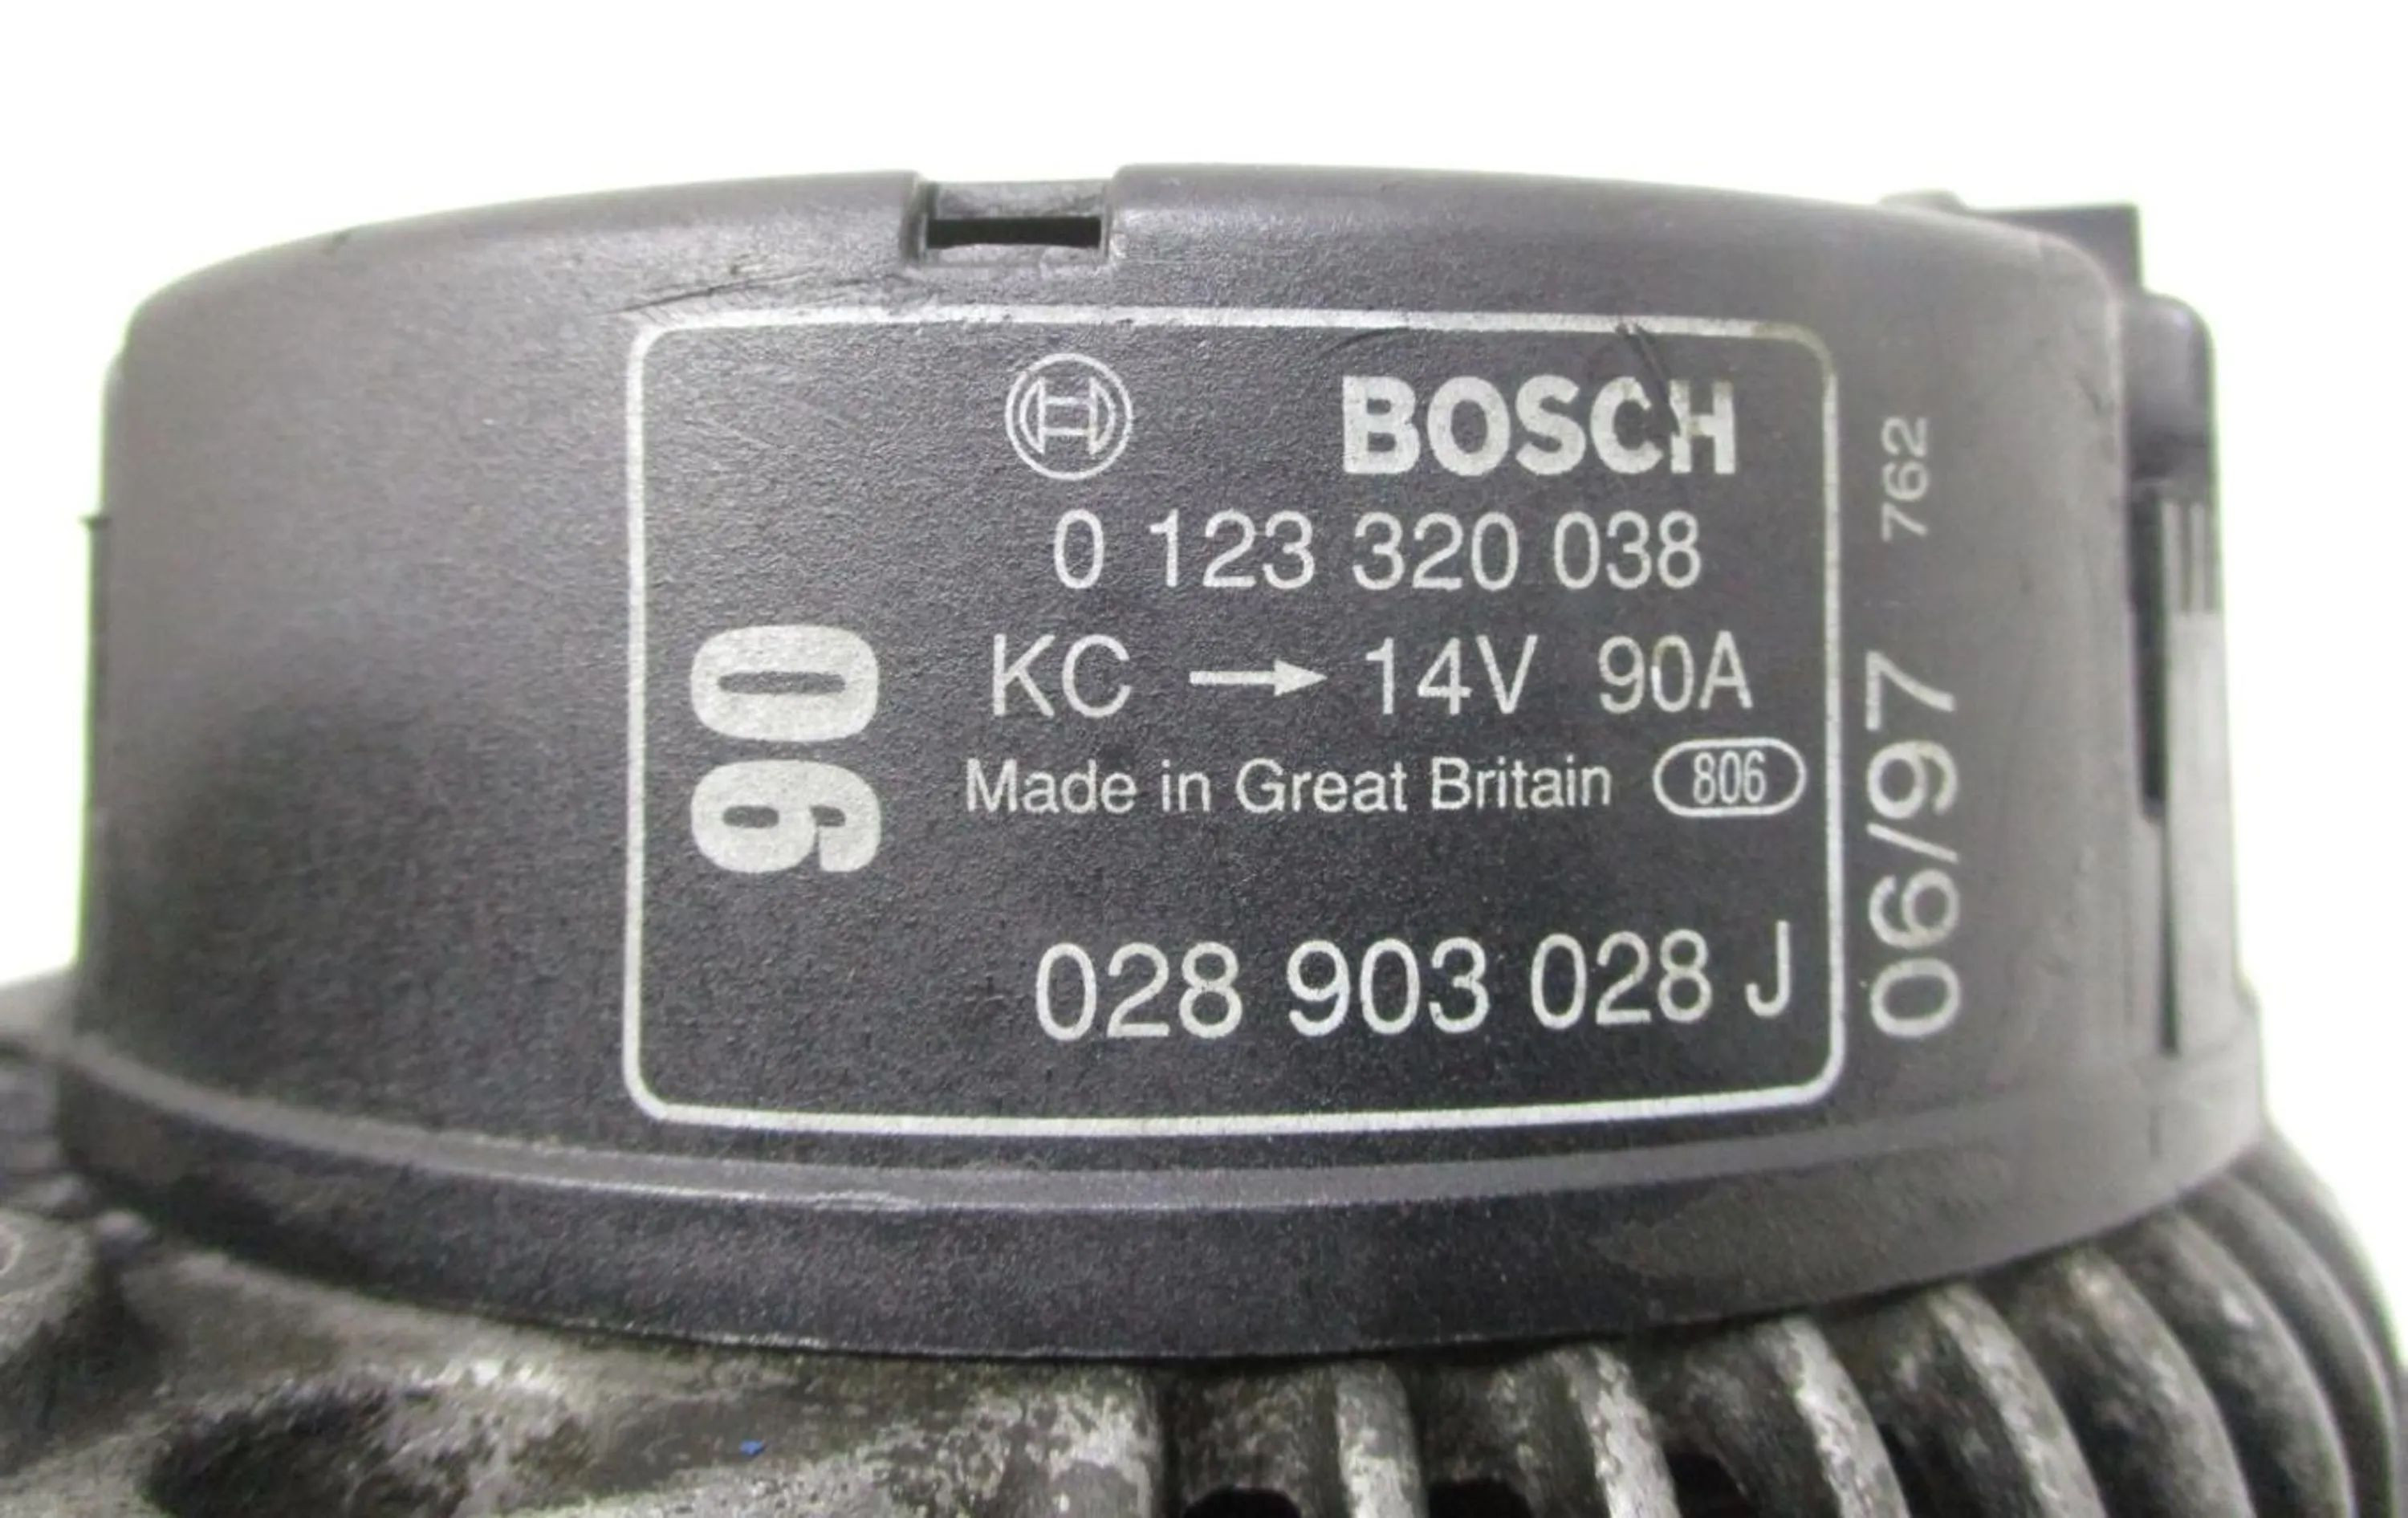 BOSCH
0 123 320 038
KC → 14V 90A
Made in Great Britain 806
028 903 028 J
90
06/97 762